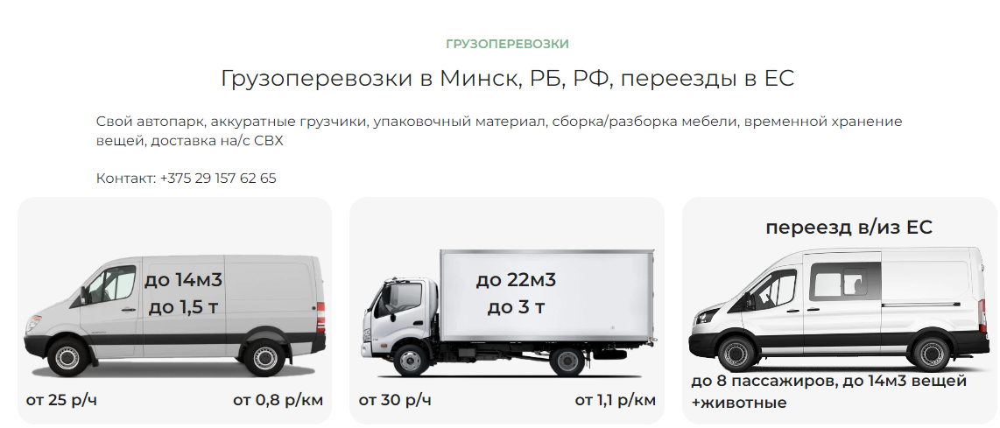 ГРУЗОПЕРЕВОЗКИ
Грузоперевозки в Минск, РБ, РФ, переезды в ЕС
Свой автопарк, аккуратные грузчики, упаковочный материал, сборка/разборка мебели, временной хранение
вещей, доставка на/с СВХ
Контакт: +375 29 157 62 65
до 14м3
до 1,5 т
от 25 р/ч
от 0,8 р/км
до 22м3
до 3 т
от 30 р/ч
от 1,1 р/км
переезд в/из ЕС
до 8 пассажиров, до 14м3 вещей
+животные